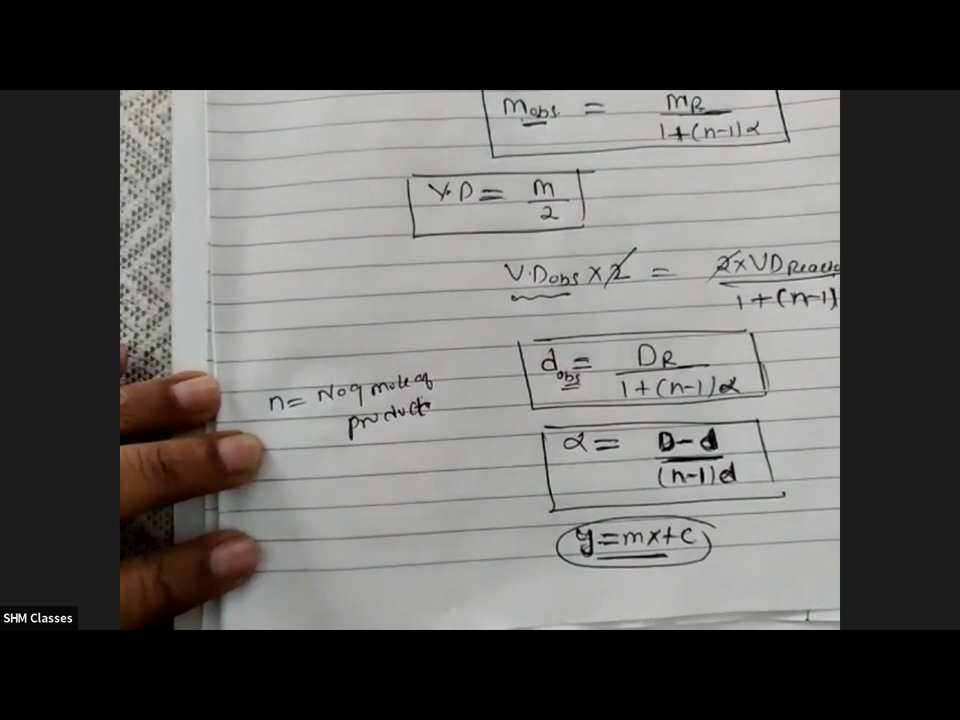 Mobs = MR / 1+(n-1)α
V.D = M / 2
V.Dobs × 2 = 2×VD / 1+(n-1)
dobs = DR / 1+(n-1)α
n = No of mole of
product
α = D-d / (n-1)d
y=mx+c
SHM Classes